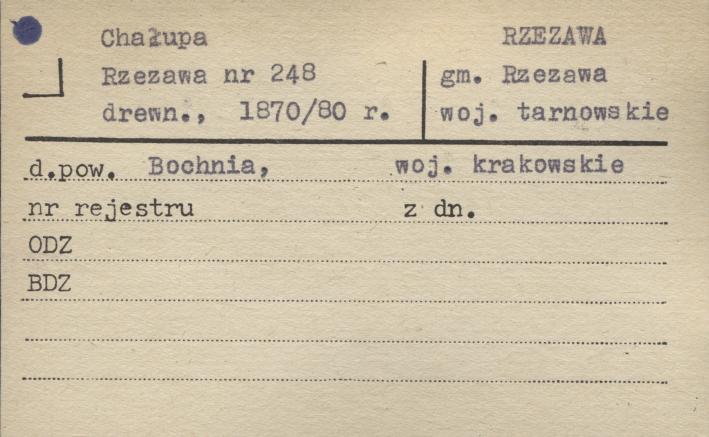 Chałupa RZEZAWA
Rzezawa nr 248 gm. Rzezawa
drewn., 1870/80 r. woj. tarnowskie
d.pow. Bochnia, woj. krakowskie
nr rejestru z dn.
ODZ
BDZ